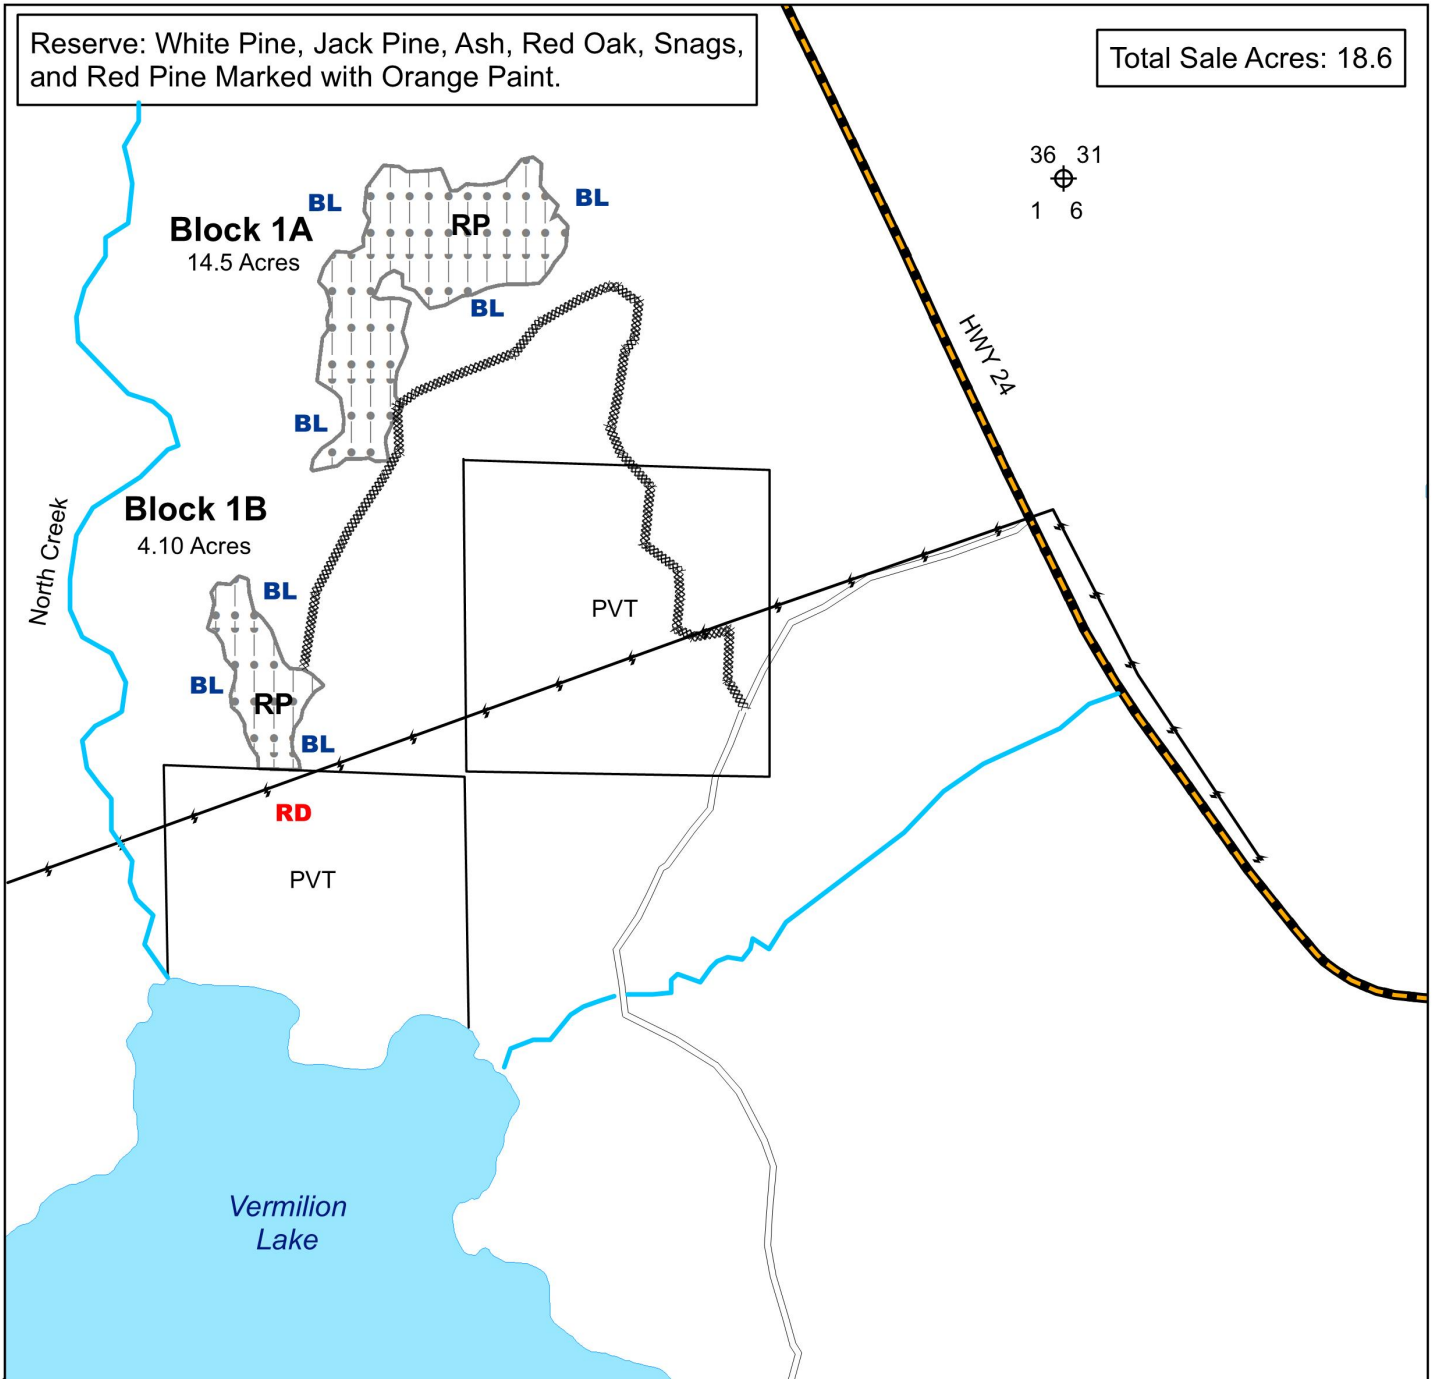 Reserve: White Pine, Jack Pine, Ash, Red Oak, Snags,
and Red Pine Marked with Orange Paint.
Total Sale Acres: 18.6
36 31
1 6
BL
BL
Block 1A
14.5 Acres
RP
BL
HWY 24
BL
Block 1B
4.10 Acres
North Creek
BL
PVT
BL
RP
BL
RD
PVT
Vermilion
Lake